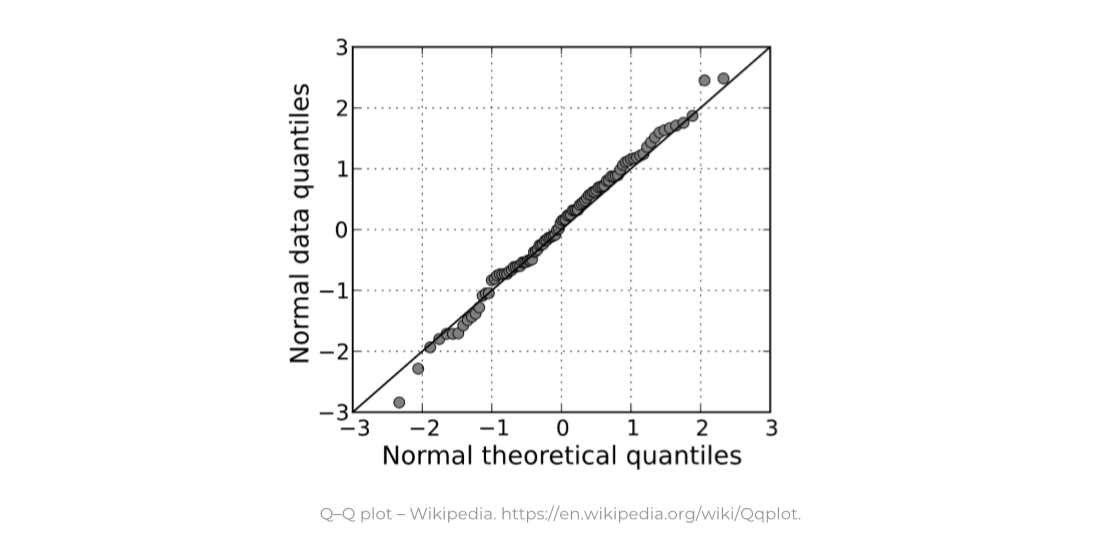 3
2
1
0
−1
−2
−3
Normal data quantiles
−3 −2 −1 0 1 2 3
Normal theoretical quantiles
Q–Q plot – Wikipedia. https://en.wikipedia.org/wiki/Qqplot.